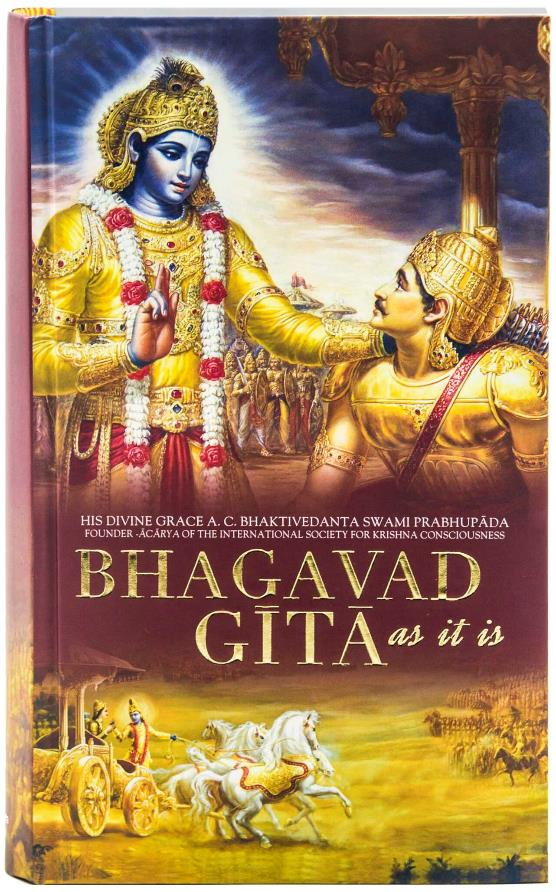 HIS DIVINE GRACE A. C. BHAKTIVEDANTA SWAMI PRABHUPĀDA
FOUNDER -ĀCĀRYA OF THE INTERNATIONAL SOCIETY FOR KRISHNA CONSCIOUSNESS
BHAGAVAD
GĪTĀ as it is